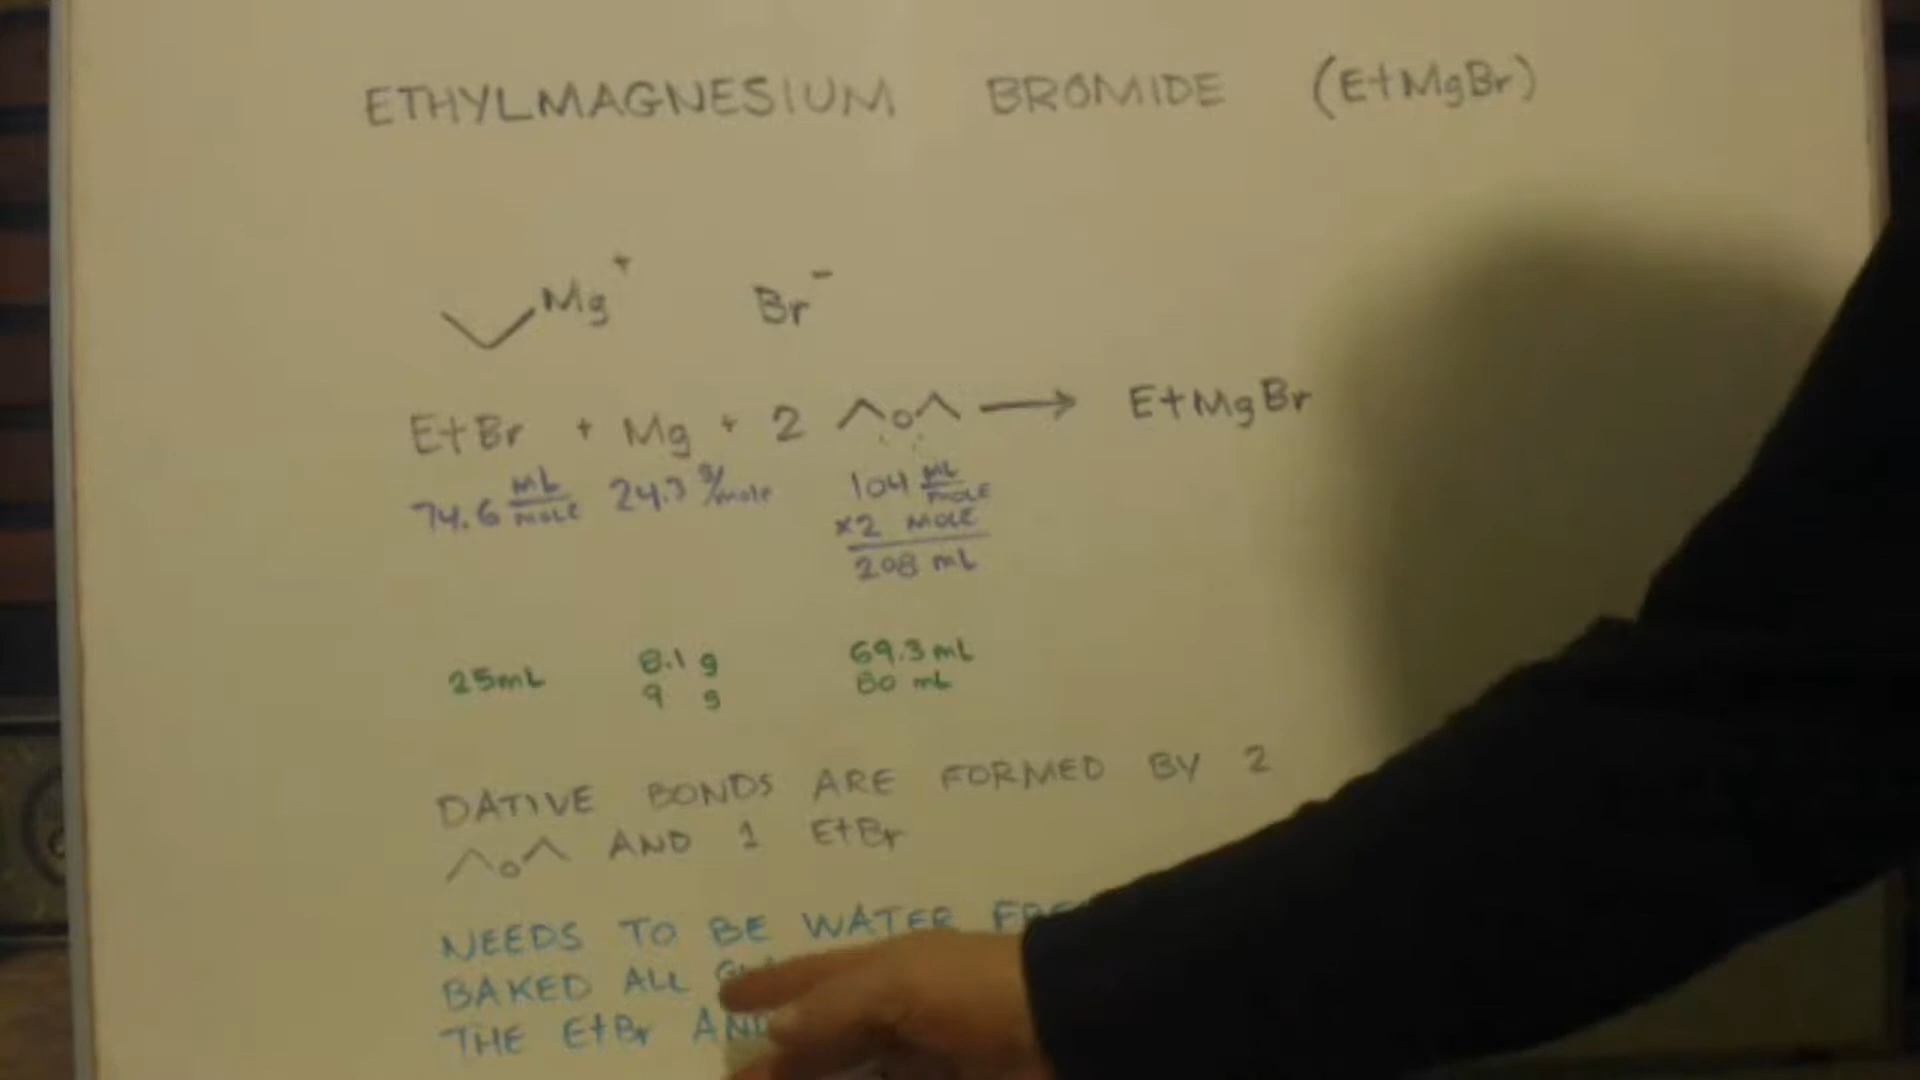 ETHYLMAGNESIUM BROMIDE (EtMgBr)
Mg+ Br-
EtBr + Mg + 2 O → EtMgBr
74.6 mL/MOLE 24.3 g/mole 104 mL/MOLE
x2 MOLE
208 mL
25mL 8.1 g 69.3 mL
9 g 80 mL
DATIVE BONDS ARE FORMED BY 2
O AND 1 EtBr
NEEDS TO BE WATER
BAKED ALL
THE EtBr AND